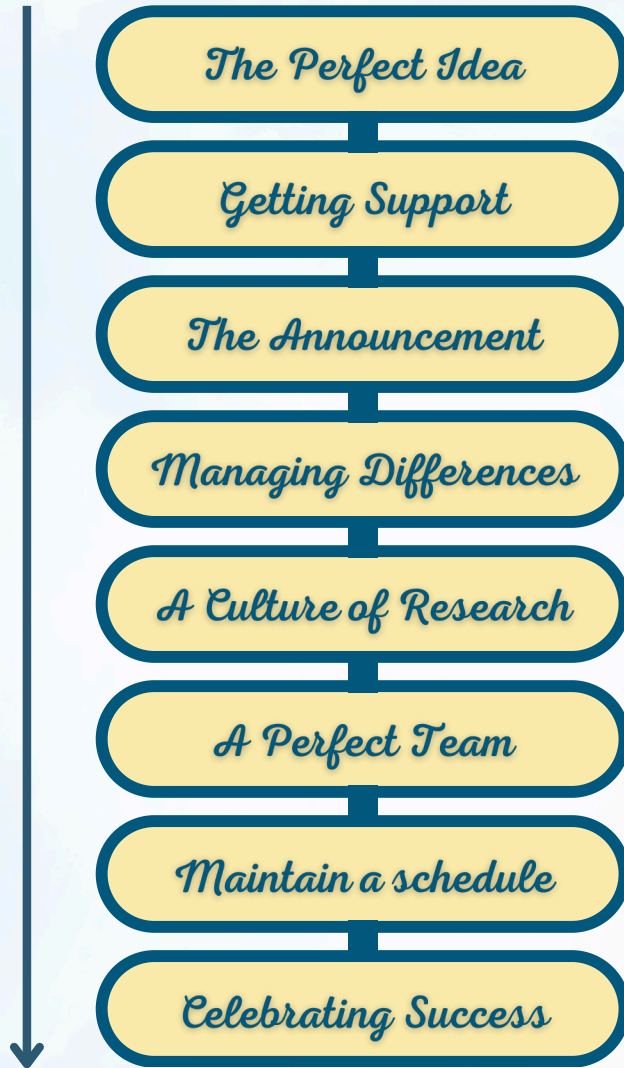 The Perfect Idea
Getting Support
The Announcement
Managing Differences
A Culture of Research
A Perfect Team
Maintain a schedule
Celebrating Success